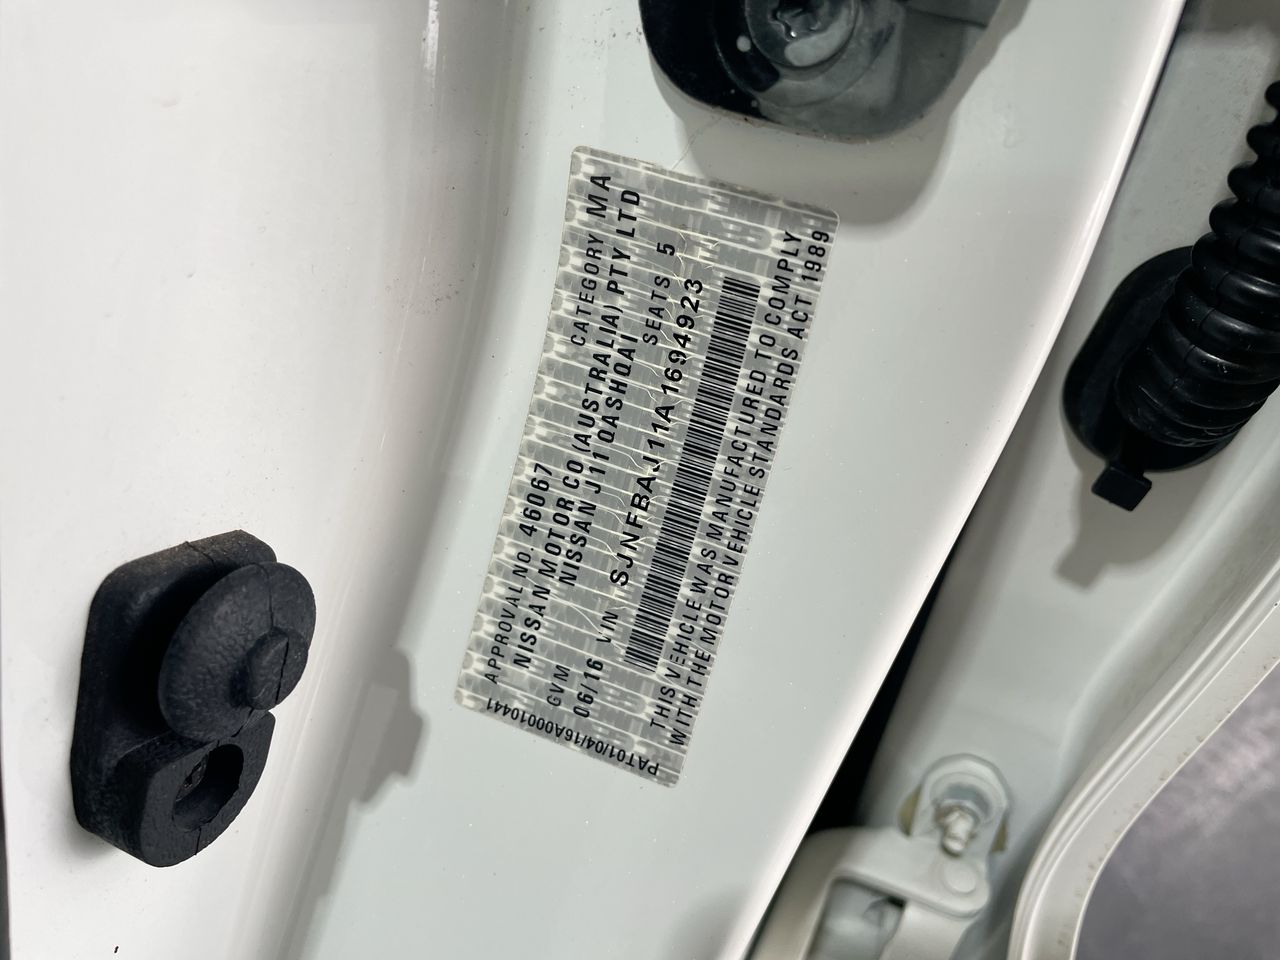 APPROVAL NO. 46067 CATEGORY MA
NISSAN MOTOR CO (AUSTRALIA) PTY LTD
NISSAN J11 QASHQAI
GVM SEATS 5
06/16 VIN SJNFBAJ11A1694923
THIS VEHICLE WAS MANUFACTURED TO COMPLY
WITH THE MOTOR VEHICLE STANDARDS ACT 1989
PAT01/04/16A00010441